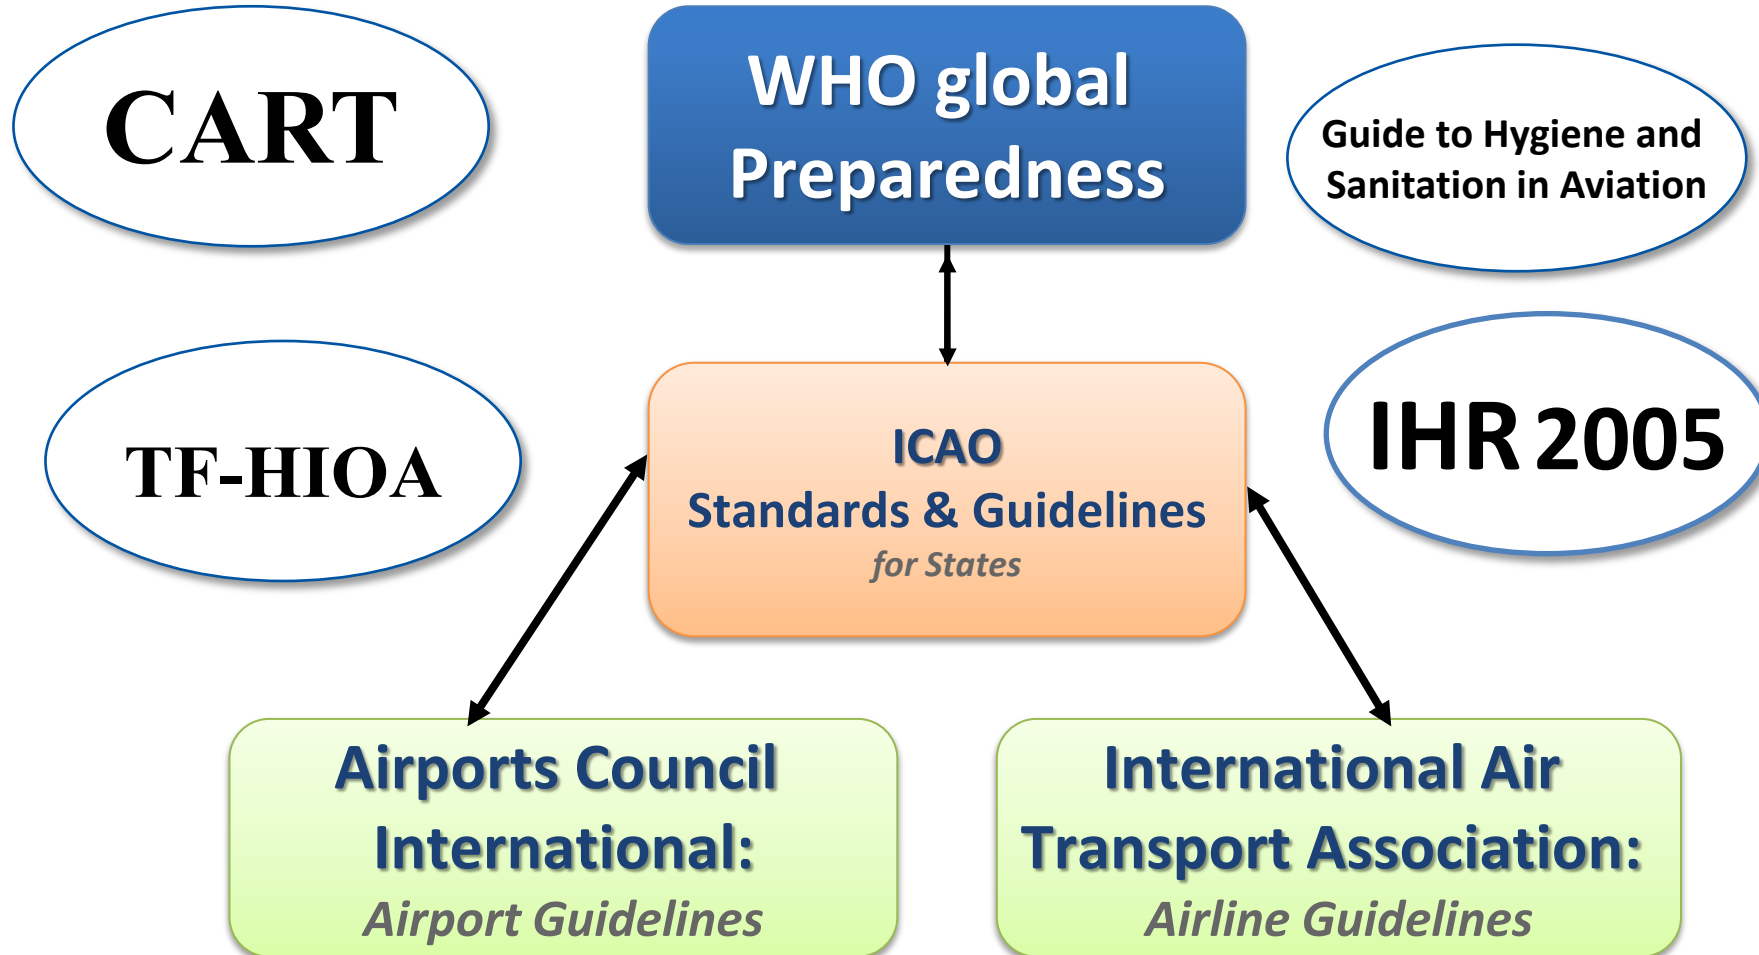 CART
WHO global
Preparedness
Guide to Hygiene and
Sanitation in Aviation
TF-HIOA
ICAO
Standards & Guidelines
for States
IHR 2005
Airports Council
International:
Airport Guidelines
International Air
Transport Association:
Airline Guidelines